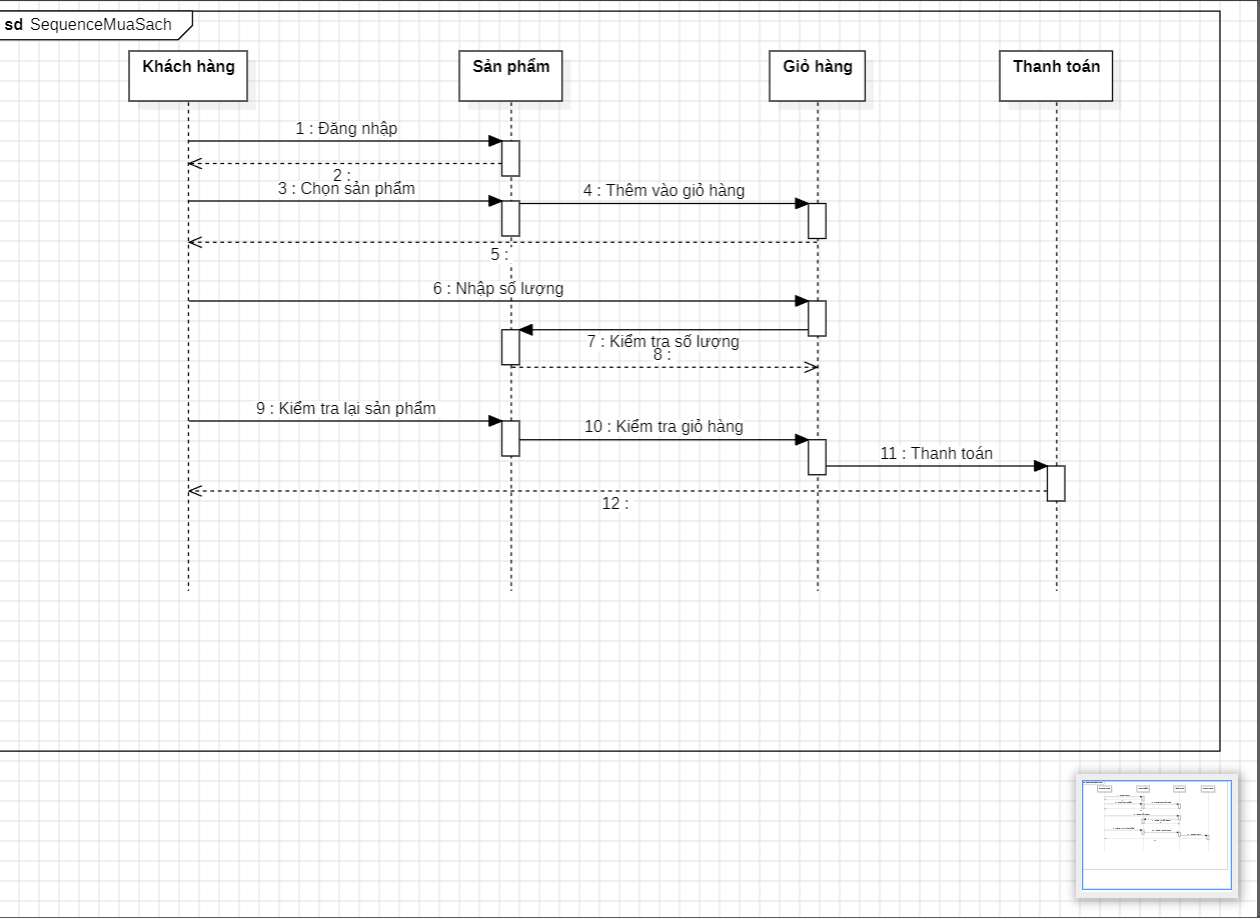 sd SequenceMuaSach
Khách hàng
Sản phẩm
Giỏ hàng
Thanh toán
1 : Đăng nhập
2 :
3 : Chọn sản phẩm
4 : Thêm vào giỏ hàng
5 :
6 : Nhập số lượng
7 : Kiểm tra số lượng
8 :
9 : Kiểm tra lại sản phẩm
10 : Kiểm tra giỏ hàng
11 : Thanh toán
12 :